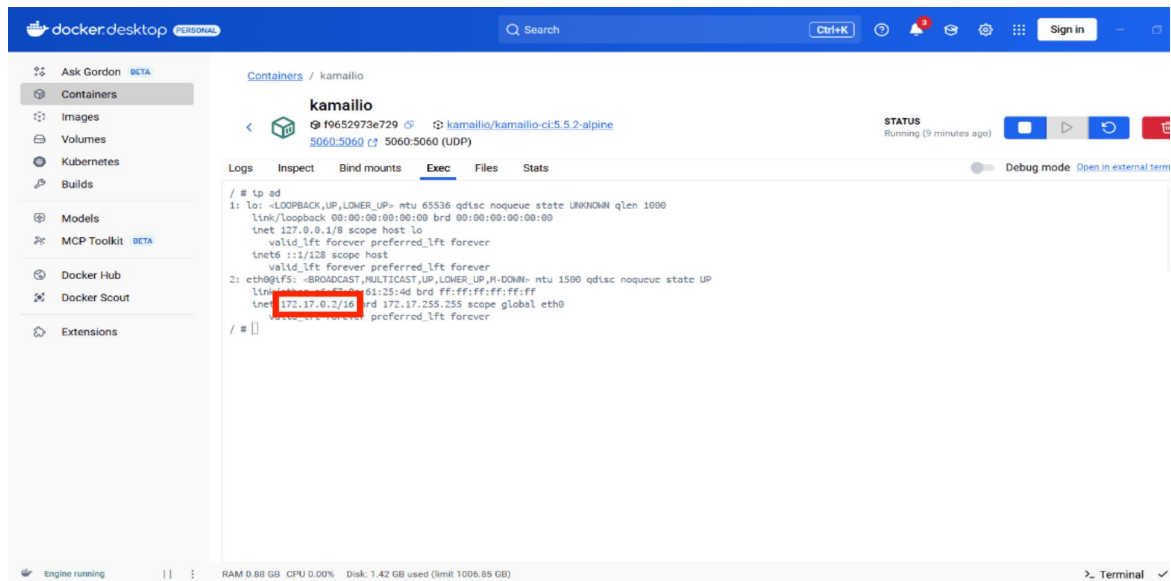 docker.desktop PERSONAL
Search
Ctrl+K
3
Sign in
Ask Gordon BETA
Containers
Images
Volumes
Kubernetes
Builds
Models
MCP Toolkit BETA
Docker Hub
Docker Scout
Extensions
Containers / kamailio
kamailio
f9652973e729 kamailio/kamailio-ci:5.5.2-alpine
5060:5060 5060:5060 (UDP)
STATUS
Running (9 minutes ago)
Logs Inspect Bind mounts Exec Files Stats
Debug mode Open in external term
/ # ip ad
1: lo: <LOOPBACK,UP,LOWER_UP> mtu 65536 qdisc noqueue state UNKNOWN qlen 1000
link/loopback 00:00:00:00:00:00 brd 00:00:00:00:00:00
inet 127.0.0.1/8 scope host lo
valid_lft forever preferred_lft forever
inet6 ::1/128 scope host
valid_lft forever preferred_lft forever
2: eth0@if5: <BROADCAST,MULTICAST,UP,LOWER_UP,M-DOWN> mtu 1500 qdisc noqueue state UP
brd ff:ff:ff:ff:ff:ff
inet 172.17.0.2/16 brd 172.17.255.255 scope global eth0
preferred_lft forever
/ #
Engine running
RAM 0.88 GB CPU 0.00% Disk: 1.42 GB used (limit 1006.85 GB)
>_ Terminal